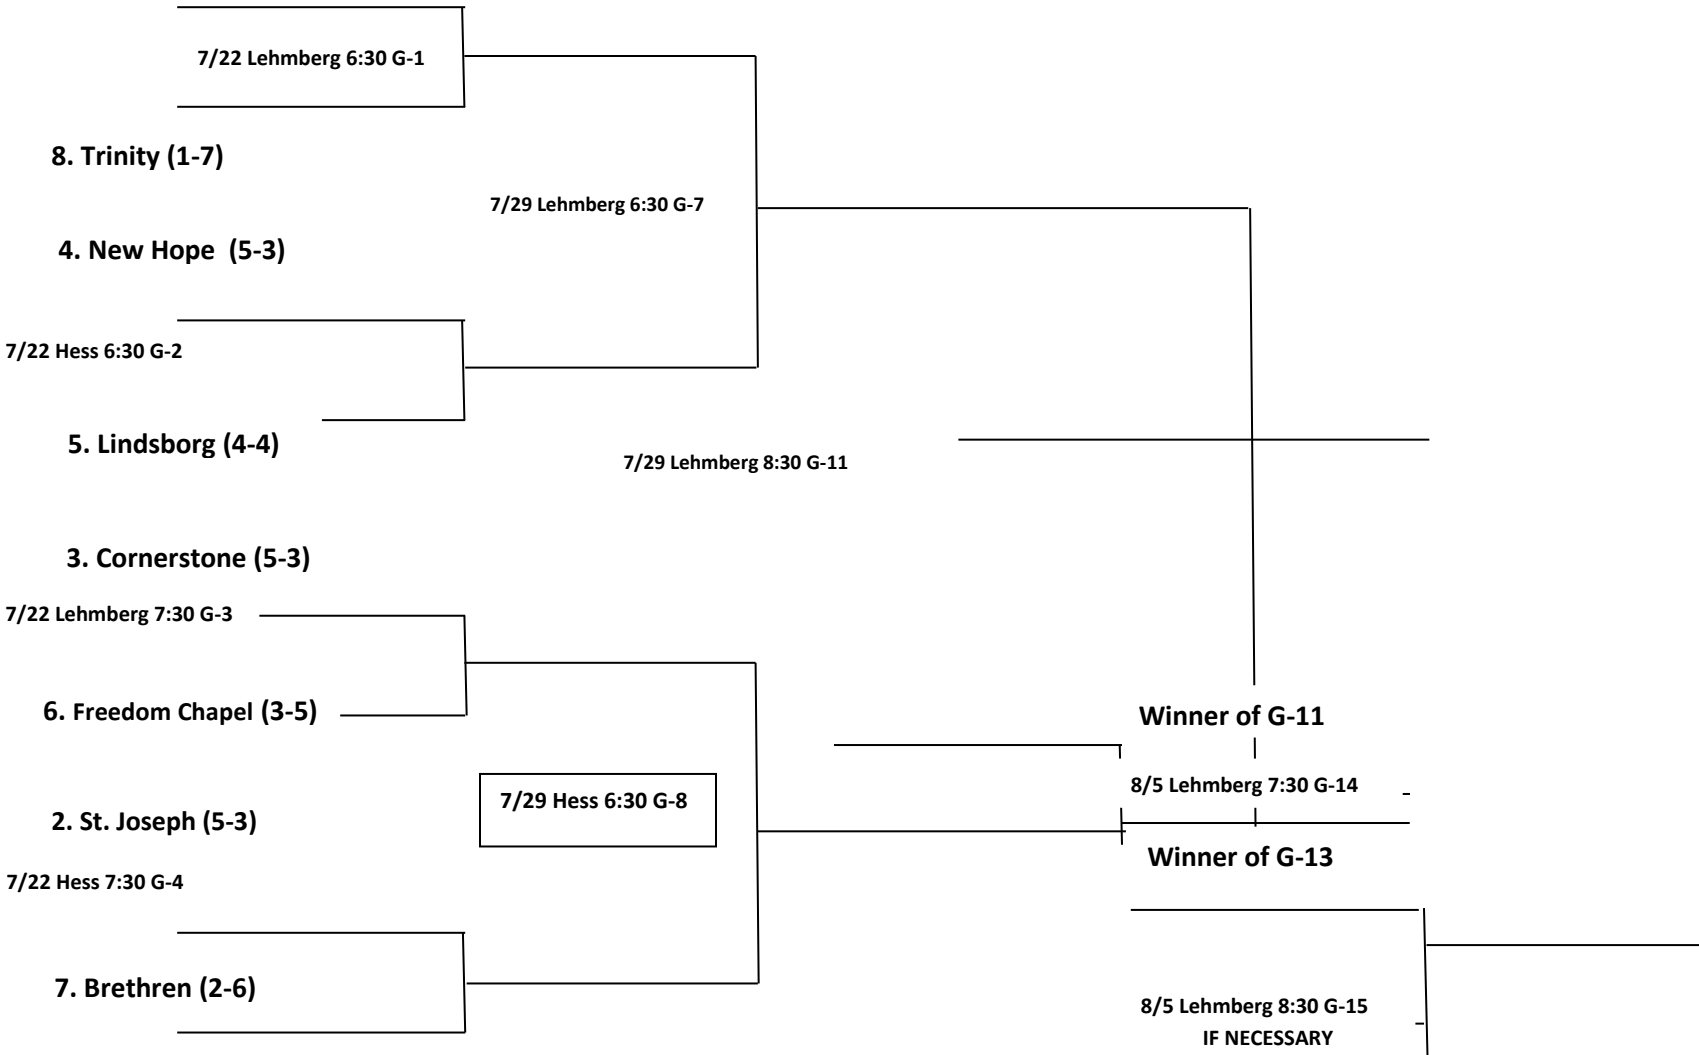 7/22 Lehmberg 6:30 G-1
8. Trinity (1-7)
7/29 Lehmberg 6:30 G-7
4. New Hope (5-3)
7/22 Hess 6:30 G-2
5. Lindsborg (4-4)
7/29 Lehmberg 8:30 G-11
3. Cornerstone (5-3)
7/22 Lehmberg 7:30 G-3
6. Freedom Chapel (3-5)
Winner of G-11
8/5 Lehmberg 7:30 G-14
7/29 Hess 6:30 G-8
2. St. Joseph (5-3)
Winner of G-13
7/22 Hess 7:30 G-4
7. Brethren (2-6)
8/5 Lehmberg 8:30 G-15
IF NECESSARY